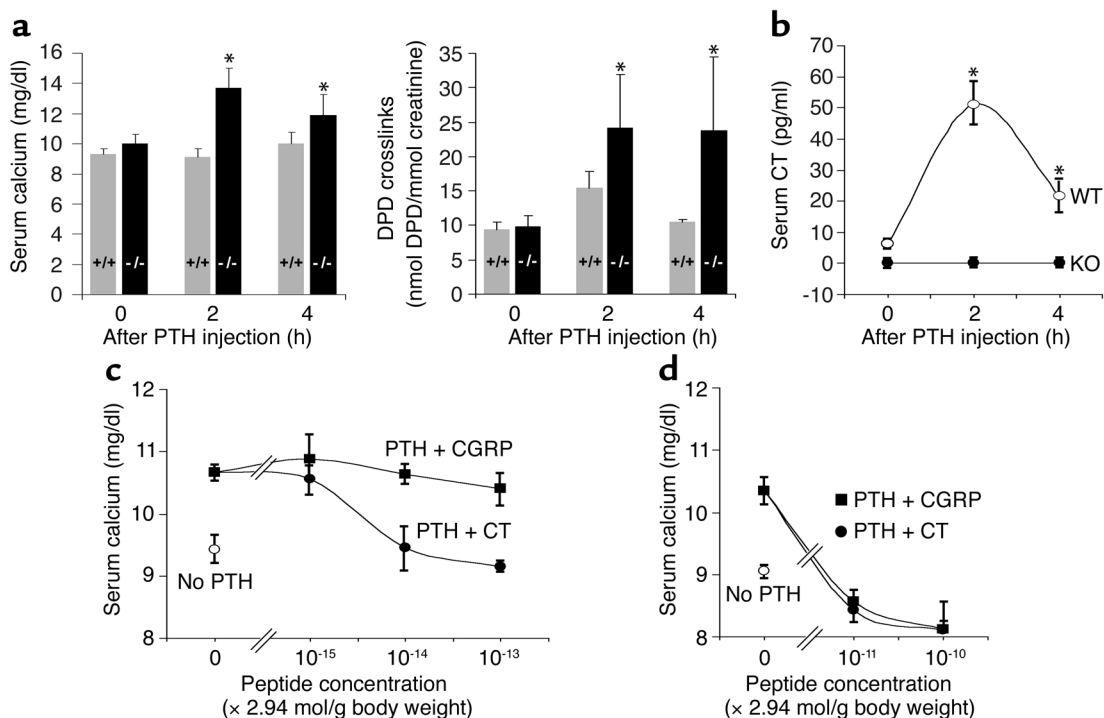 a
Serum calcium (mg/dl)
16
14
12
10
8
6
4
2
0
*
*
+/+
-/-
+/+
-/-
+/+
-/-
0
2
4
After PTH injection (h)
DPD crosslinks
(nmol DPD/mmol creatinine)
35
30
25
20
15
10
5
0
*
*
+/+
-/-
+/+
-/-
+/+
-/-
0
2
4
After PTH injection (h)
b
Serum CT (pg/ml)
70
60
50
40
30
20
10
0
-10
*
*
WT
KO
0
2
4
After PTH injection (h)
c
Serum calcium (mg/dl)
12
11
10
9
8
PTH + CGRP
PTH + CT
No PTH
0
10-15
10-14
10-13
Peptide concentration
(× 2.94 mol/g body weight)
d
Serum calcium (mg/dl)
12
11
10
9
8
PTH + CGRP
PTH + CT
No PTH
0
10-11
10-10
Peptide concentration
(× 2.94 mol/g body weight)